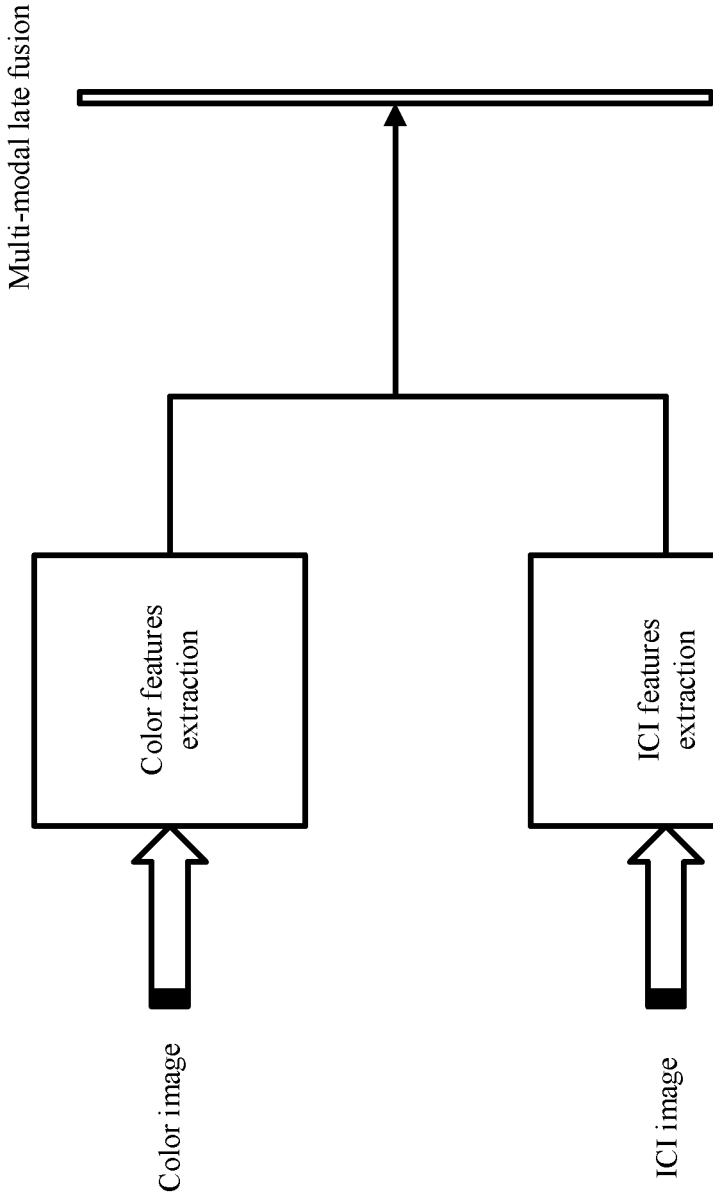 Multi-modal late fusion
Color features
extraction
ICI features
extraction
Color image
ICI image